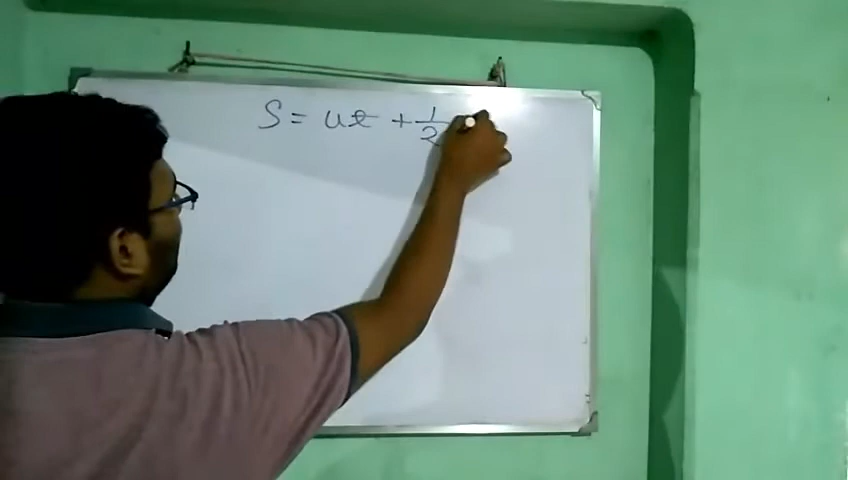 S = ut + 1/2